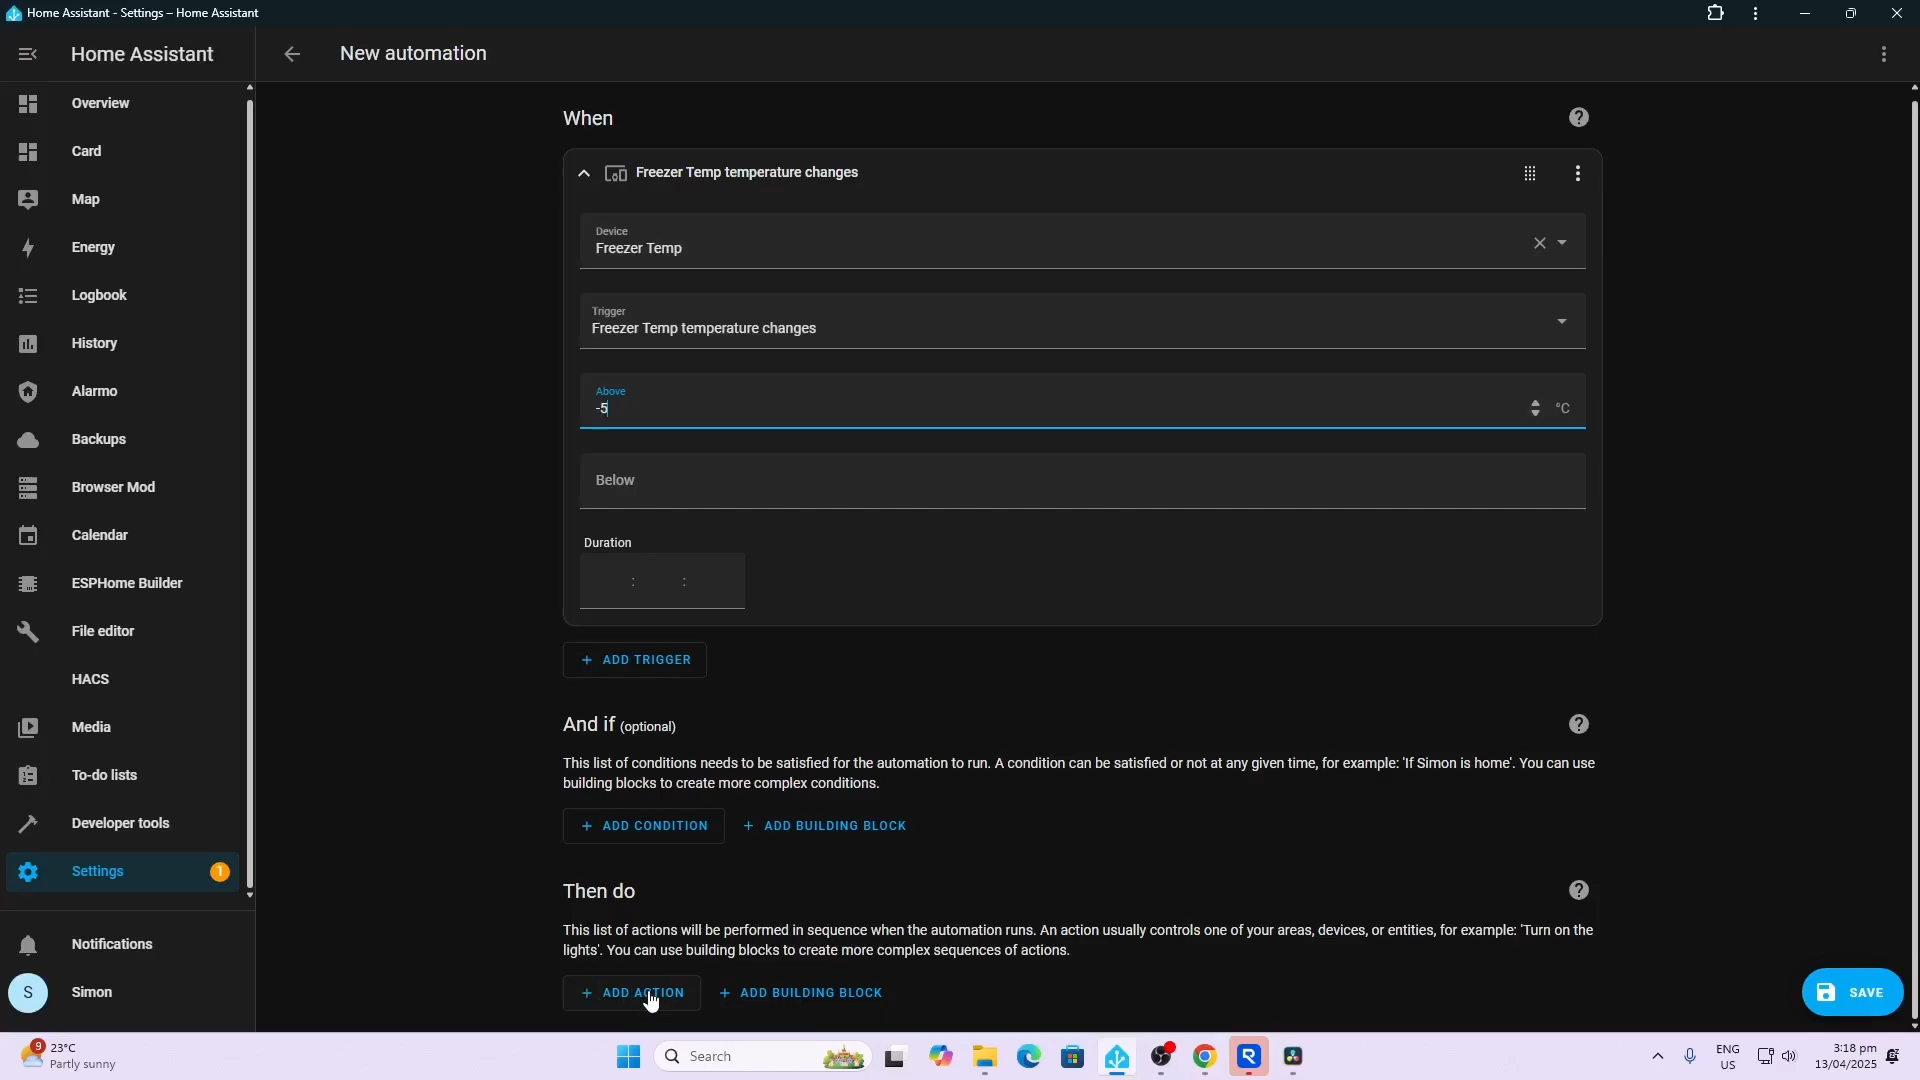 Home Assistant - Settings – Home Assistant
Home Assistant
New automation
Overview
Card
Map
Energy
Logbook
History
Alarmo
Backups
Browser Mod
Calendar
ESPHome Builder
File editor
HACS
Media
To-do lists
Developer tools
Settings
1
Notifications
S
Simon
When
Freezer Temp temperature changes
Device
Freezer Temp
Trigger
Freezer Temp temperature changes
Above
-5
°C
Below
Duration
: :
+ ADD TRIGGER
And if (optional)
This list of conditions needs to be satisfied for the automation to run. A condition can be satisfied or not at any given time, for example: 'If Simon is home'. You can use
building blocks to create more complex conditions.
+ ADD CONDITION
+ ADD BUILDING BLOCK
Then do
This list of actions will be performed in sequence when the automation runs. An action usually controls one of your areas, devices, or entities, for example: 'Turn on the
lights'. You can use building blocks to create more complex sequences of actions.
+ ADD ACTION
+ ADD BUILDING BLOCK
SAVE
9
23°C
Partly sunny
Search
ENG
US
3:18 pm
13/04/2025